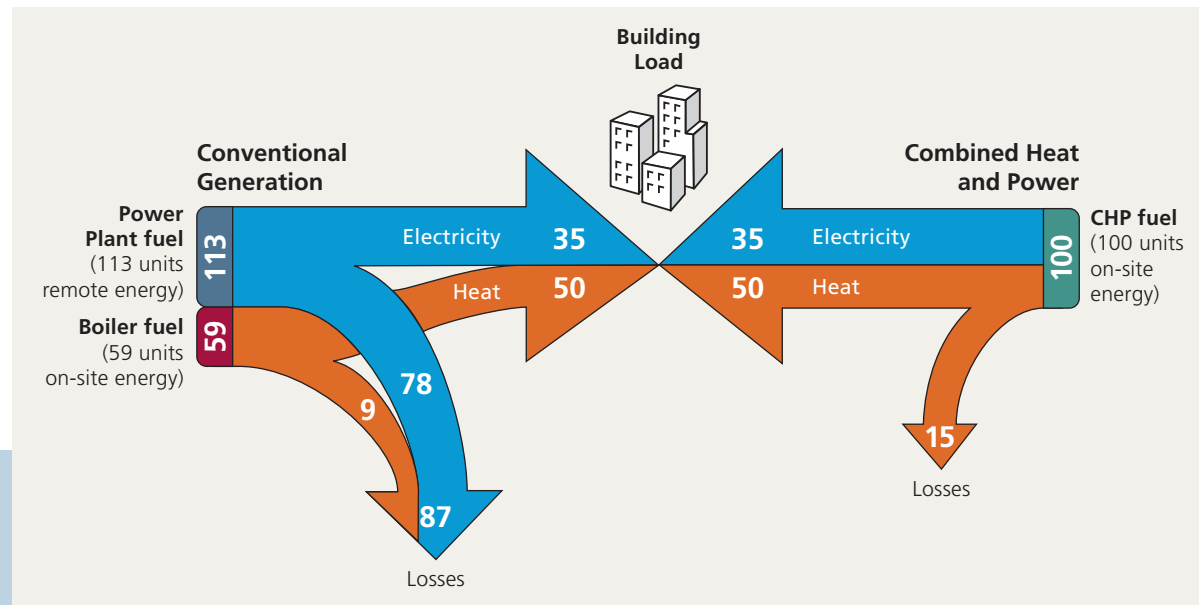 Building
Load
Conventional
Generation
Power
Plant fuel
(113 units
remote energy)
113
Boiler fuel
(59 units
on-site energy)
59
Electricity 35
Heat 50
78
9
87
Losses
Combined Heat
and Power
CHP fuel
(100 units
on-site
energy)
100
35 Electricity
50 Heat
15
Losses